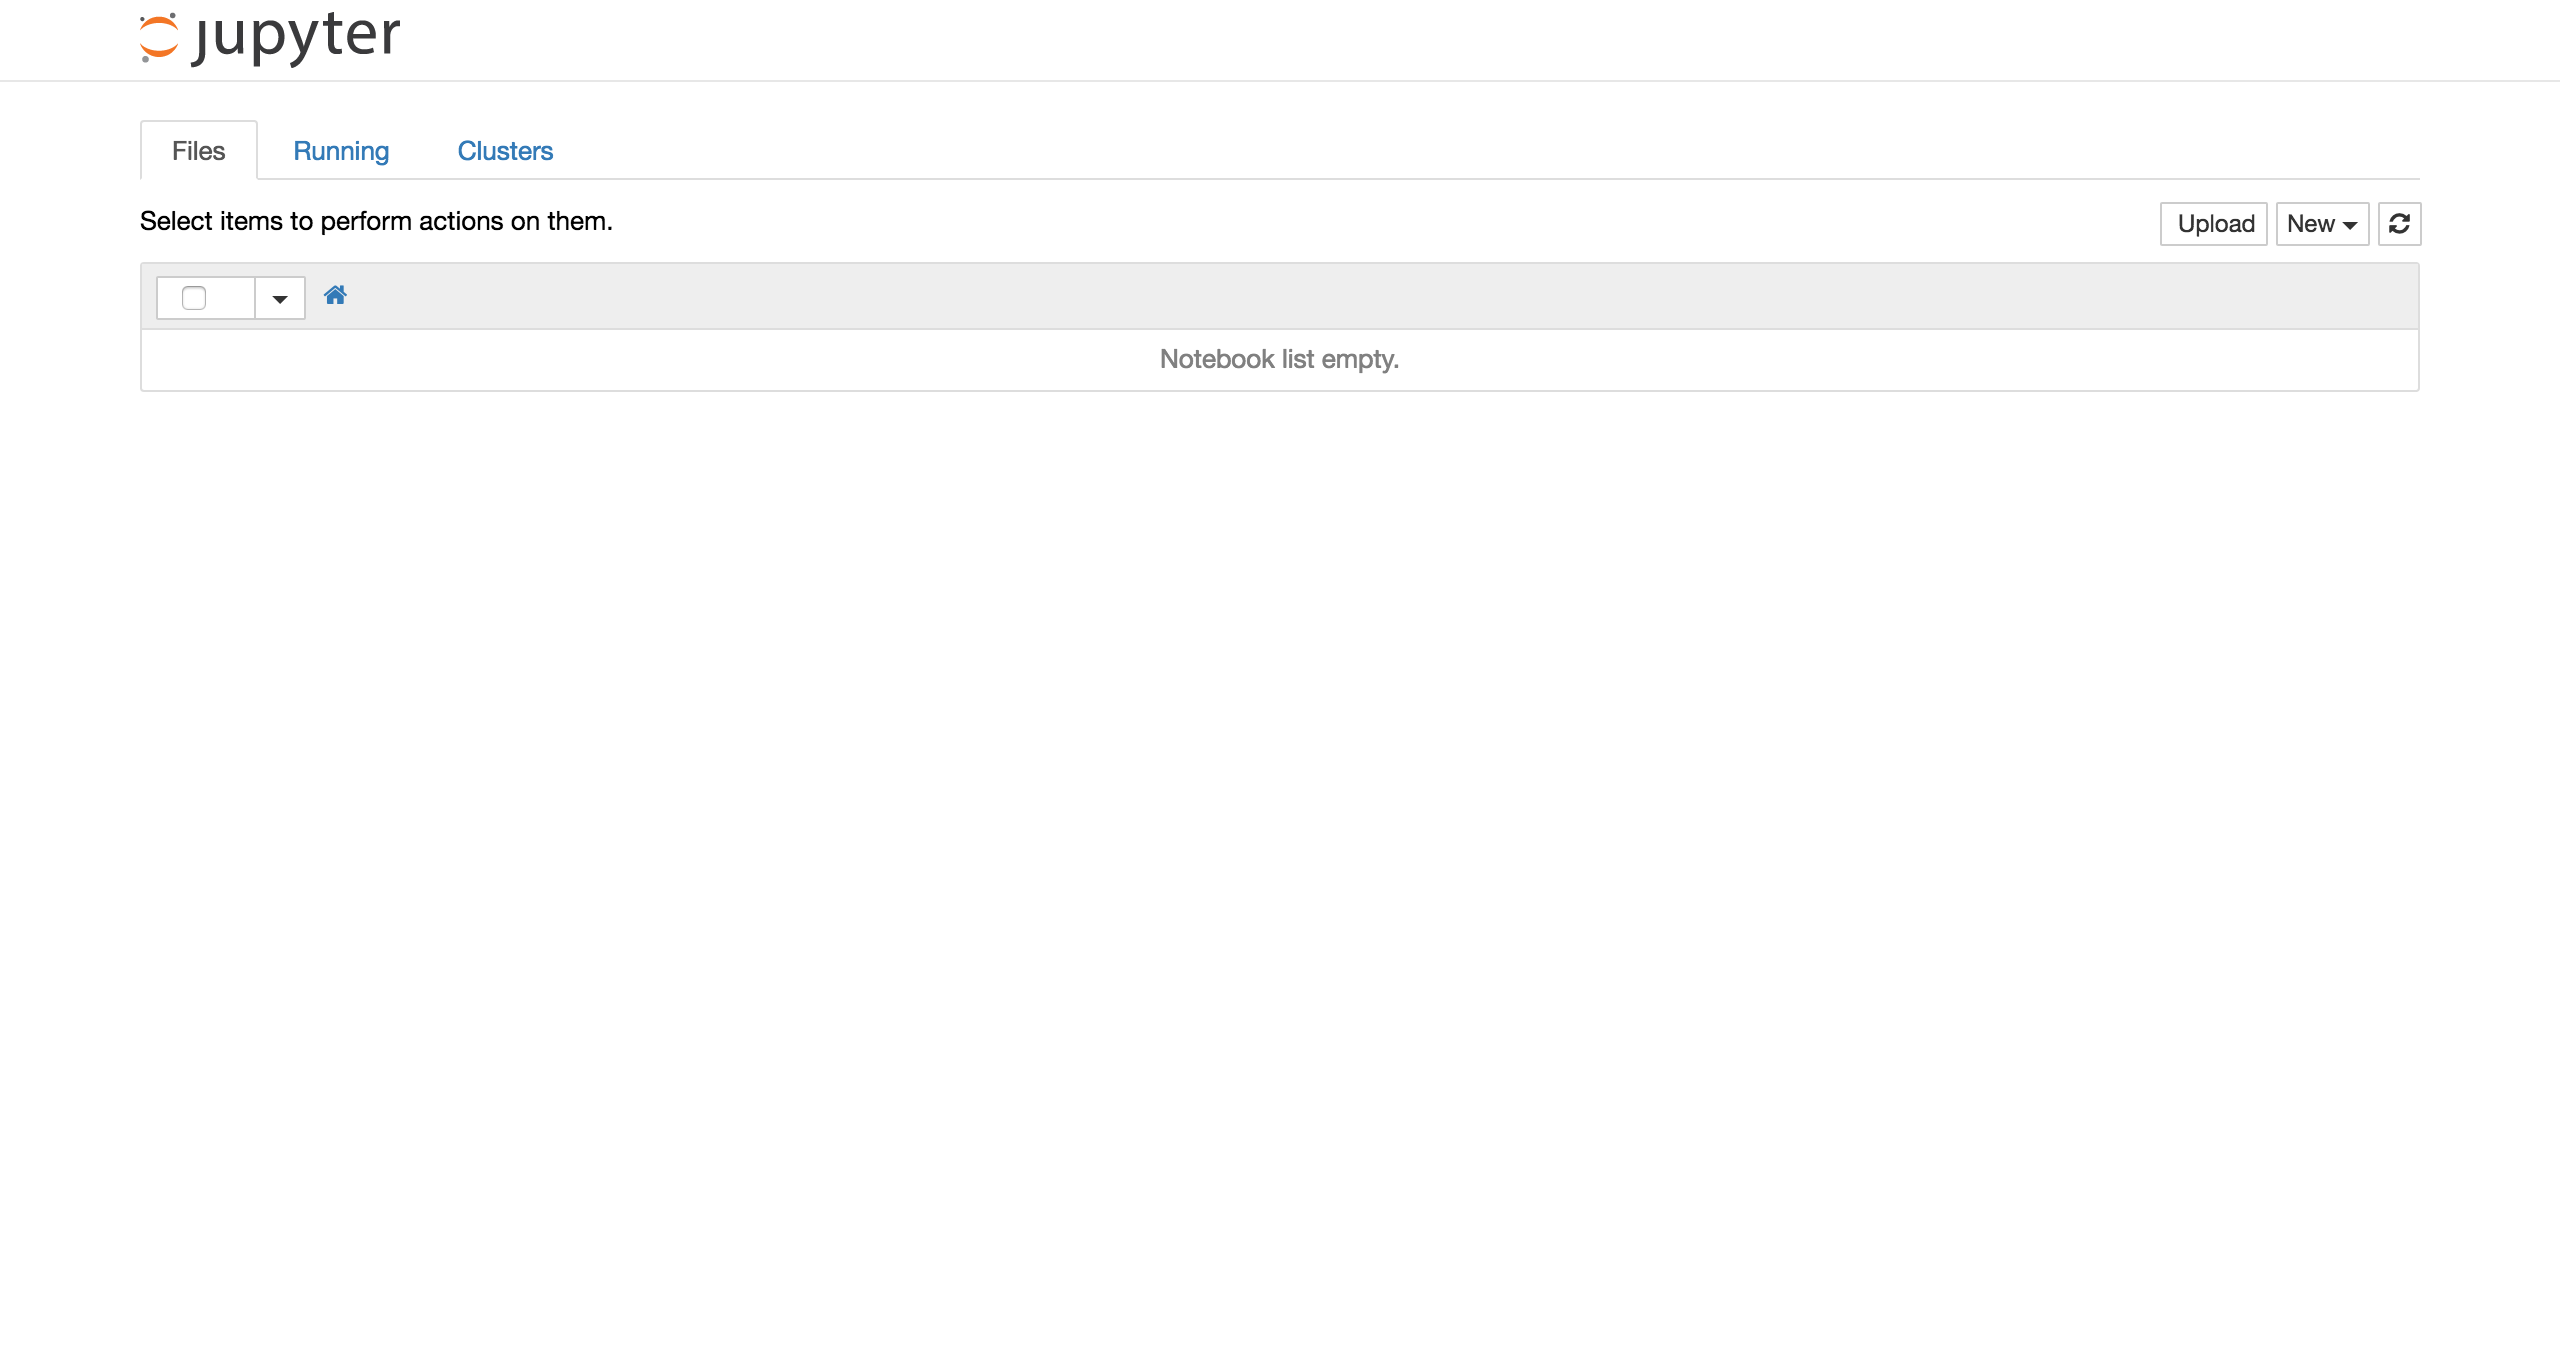 jupyter
Files Running Clusters
Select items to perform actions on them.
Upload New
Notebook list empty.